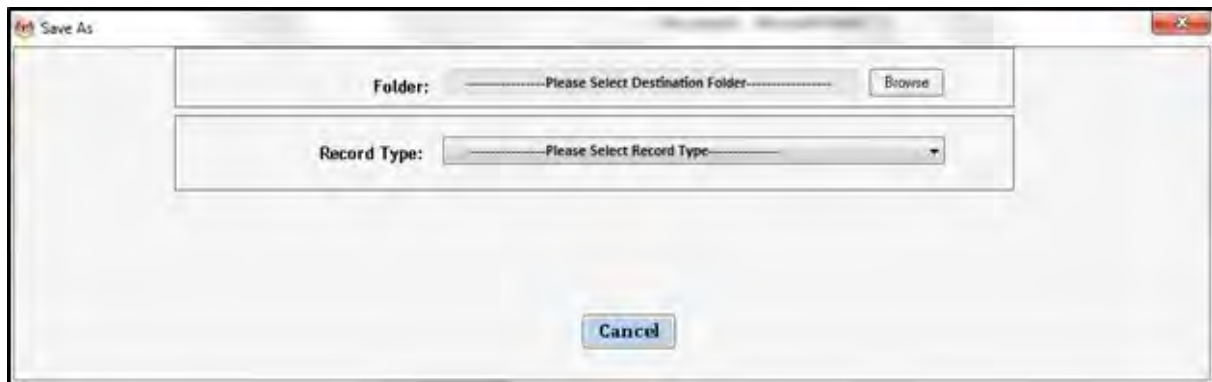 Save As
Folder: ----------------Please Select Destination Folder------------------ Browse
Record Type: ----------------Please Select Record Type---------------
Cancel